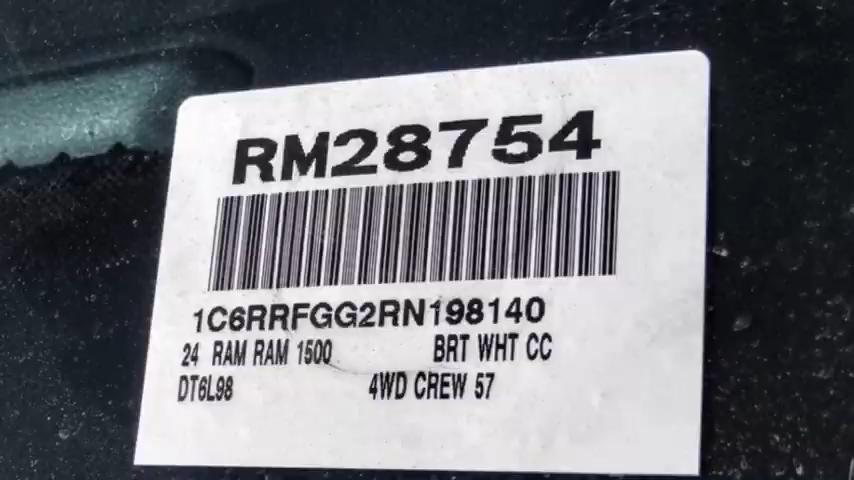 RM28754
1C6RRFGG2RN198140
24 RAM RAM 1500 BRT WHT CC
DT6L98 4WD CREW 57